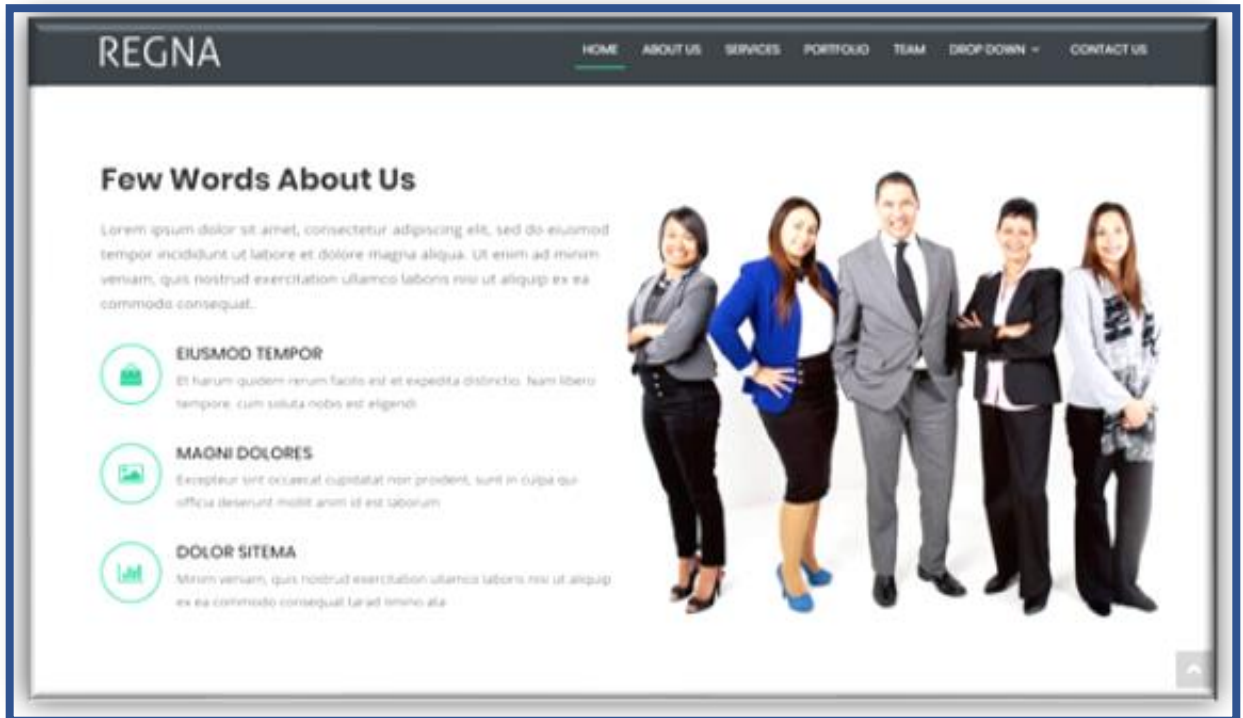 REGNA
HOME ABOUT US SERVICES PORTFOLIO TEAM DROP DOWN CONTACT US
Few Words About Us
Lorem ipsum dolor sit amet, consectetur adipiscing elit, sed do eiusmod
tempor incididunt ut labore et dolore magna aliqua. Ut enim ad minim
veniam, quis nostrud exercitation ullamco laboris nisi ut aliquip ex ea
commodo consequat.
EIUSMOD TEMPOR
Et harum quidem rerum facilis est et expedita distinctio. Nam libero
tempore, cum soluta nobis est eligendi
MAGNI DOLORES
Excepteur sint occaecat cupidatat non proident, sunt in culpa qui
officia deserunt mollit anim id est laborum
DOLOR SITEMA
Minim veniam, quis nostrud exercitation ullamco laboris nisi ut aliquip
ex ea commodo consequat tarad limino ata